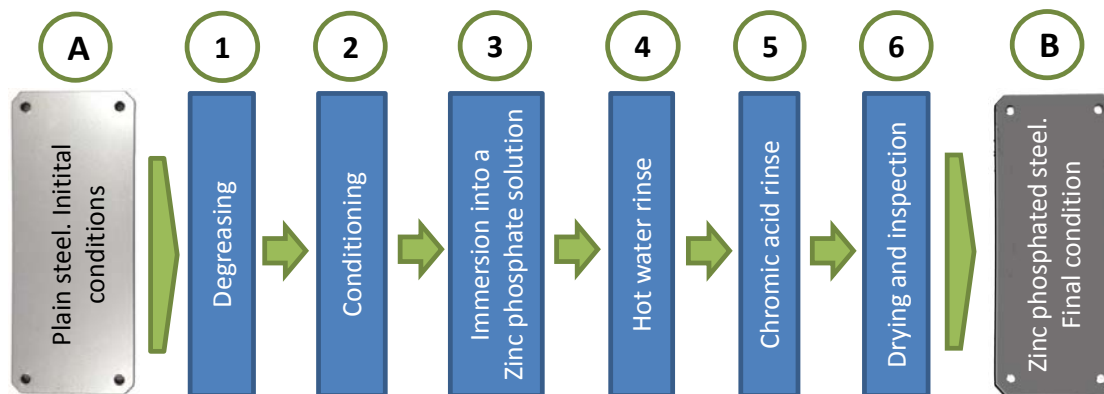 A
1
2
3
4
5
6
B
Plain steel. Initital
conditions
Degreasing
Conditioning
Immersion into a
Zinc phosphate solution
Hot water rinse
Chromic acid rinse
Drying and inspection
Zinc phosphated steel.
Final condition